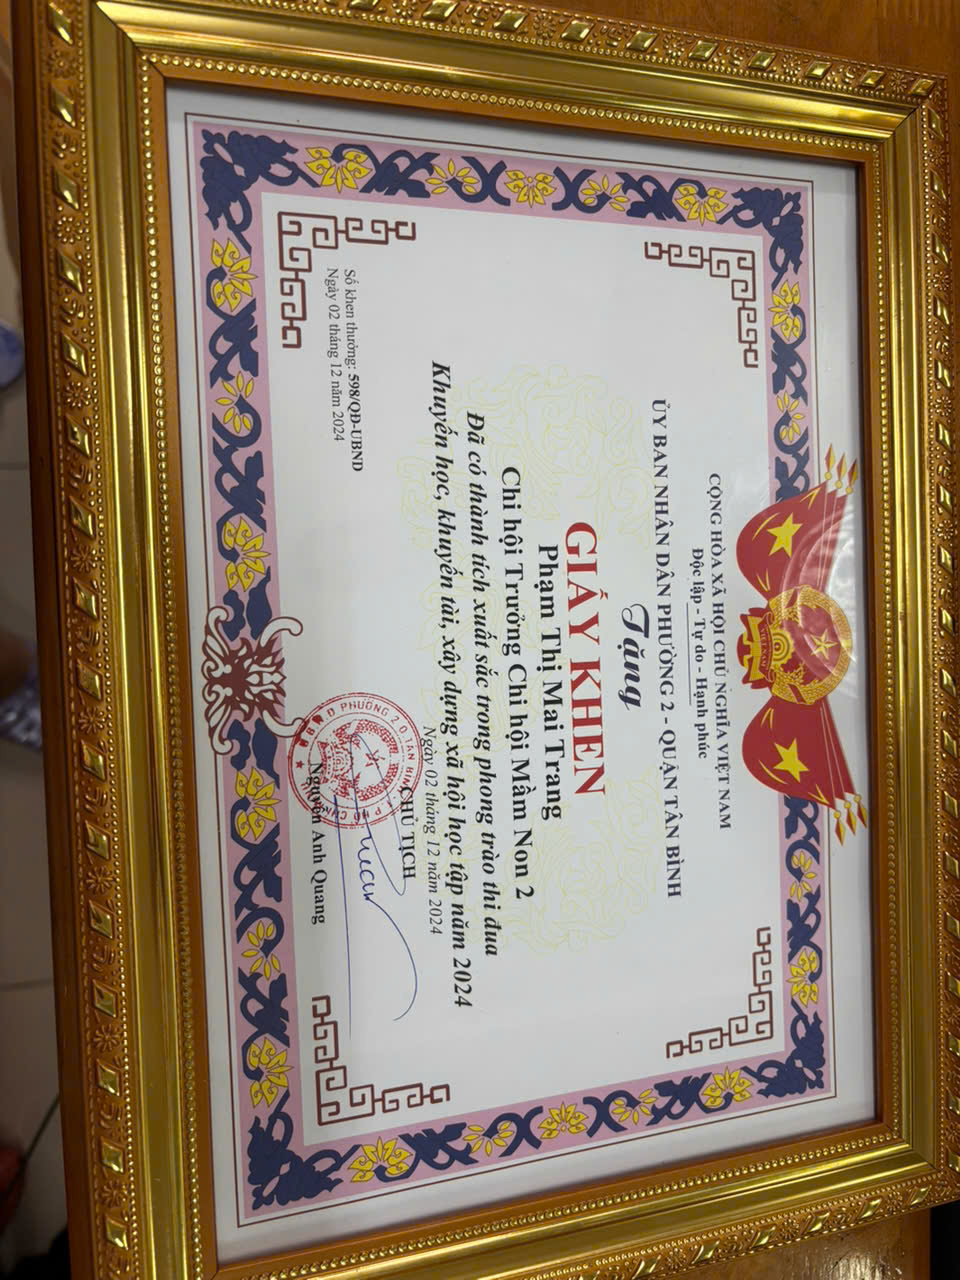 CỘNG HÒA XÃ HỘI CHỦ NGHĨA VIỆT NAM
Độc lập - Tự do - Hạnh phúc
ỦY BAN NHÂN DÂN PHƯỜNG 2 - QUẬN TÂN BÌNH
Tặng
GIẤY KHEN
Phạm Thị Mai Trang
Chi hội Trưởng Chi hội Mầm Non 2
Đã có thành tích xuất sắc trong phong trào thi đua
Khuyến học, khuyến tài, xây dựng xã hội học tập năm 2024
Số khen thưởng: 598/QĐ-UBND
Ngày 02 tháng 12 năm 2024
Ngày 02 tháng 12 năm 2024
CHỦ TỊCH
Nguyễn Anh Quang
VIỆT NAM